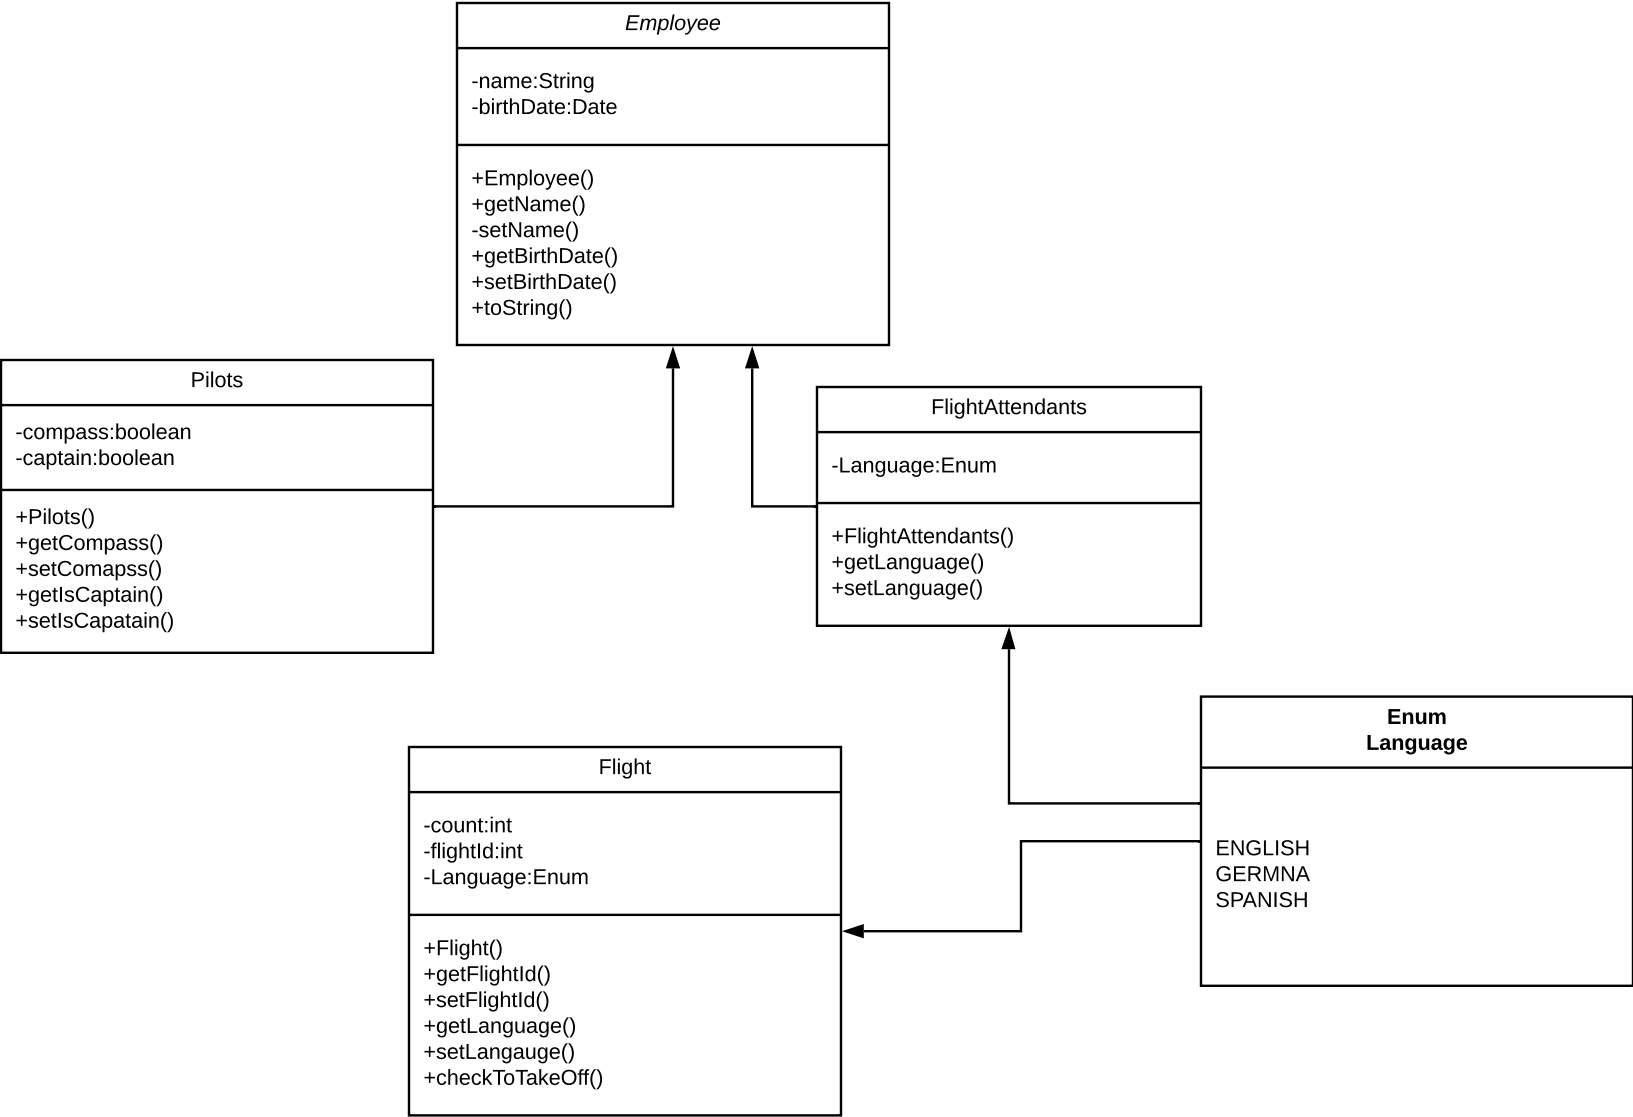 Employee
-name:String
-birthDate:Date
+Employee()
+getName()
-setName()
+getBirthDate()
+setBirthDate()
+toString()
Pilots
-compass:boolean
-captain:boolean
+Pilots()
+getCompass()
+setComapss()
+getIsCaptain()
+setIsCapatain()
FlightAttendants
-Language:Enum
+FlightAttendants()
+getLanguage()
+setLanguage()
Enum
Language
ENGLISH
GERMNA
SPANISH
Flight
-count:int
-flightId:int
-Language:Enum
+Flight()
+getFlightId()
+setFlightId()
+getLanguage()
+setLangauge()
+checkToTakeOff()